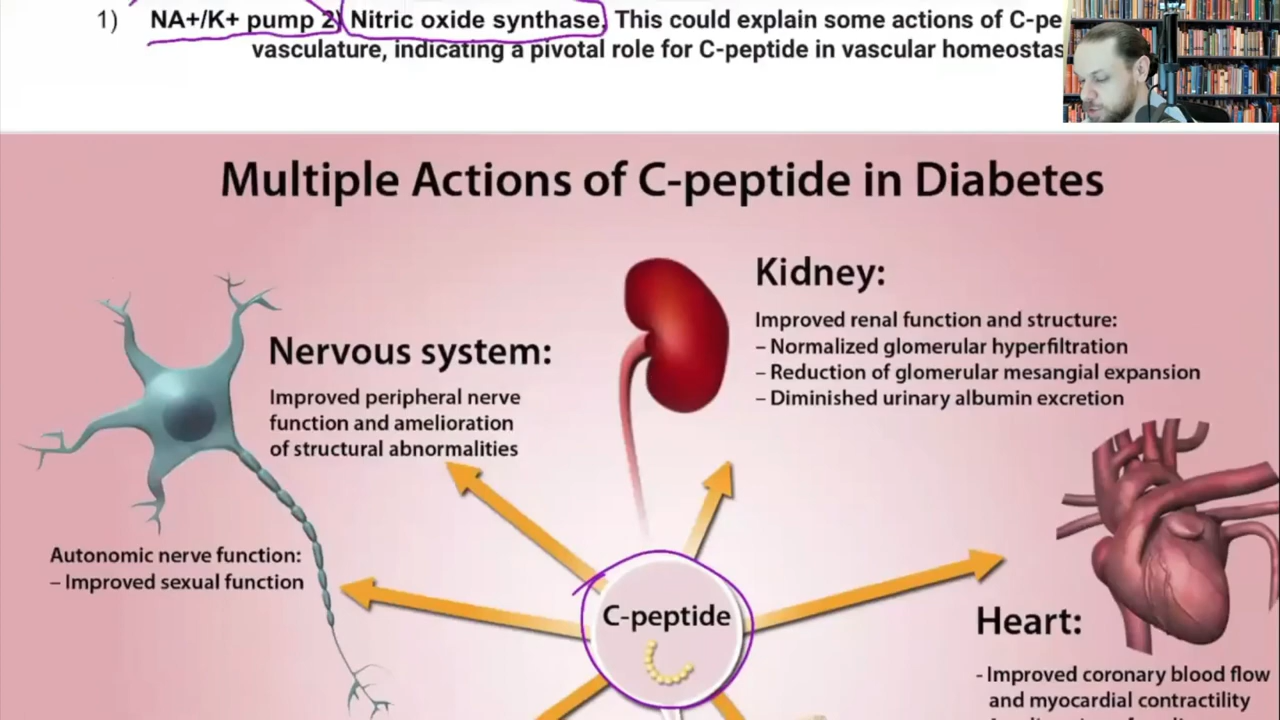 1) NA+/K+ pump 2) Nitric oxide synthase. This could explain some actions of C-pe
vasculature, indicating a pivotal role for C-peptide in vascular homeostas
Multiple Actions of C-peptide in Diabetes
Nervous system:
Improved peripheral nerve
function and amelioration
of structural abnormalities
Kidney:
Improved renal function and structure:
– Normalized glomerular hyperfiltration
– Reduction of glomerular mesangial expansion
– Diminished urinary albumin excretion
Autonomic nerve function:
– Improved sexual function
C-peptide
Heart:
- Improved coronary blood flow
and myocardial contractility